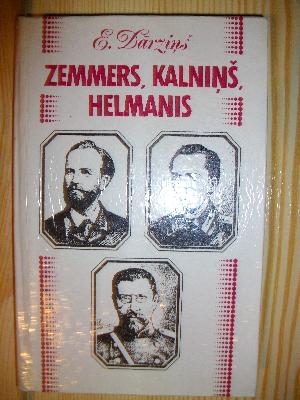 E. Dārziņš
ZEMMERS, KALNIŅŠ,
HELMANIS